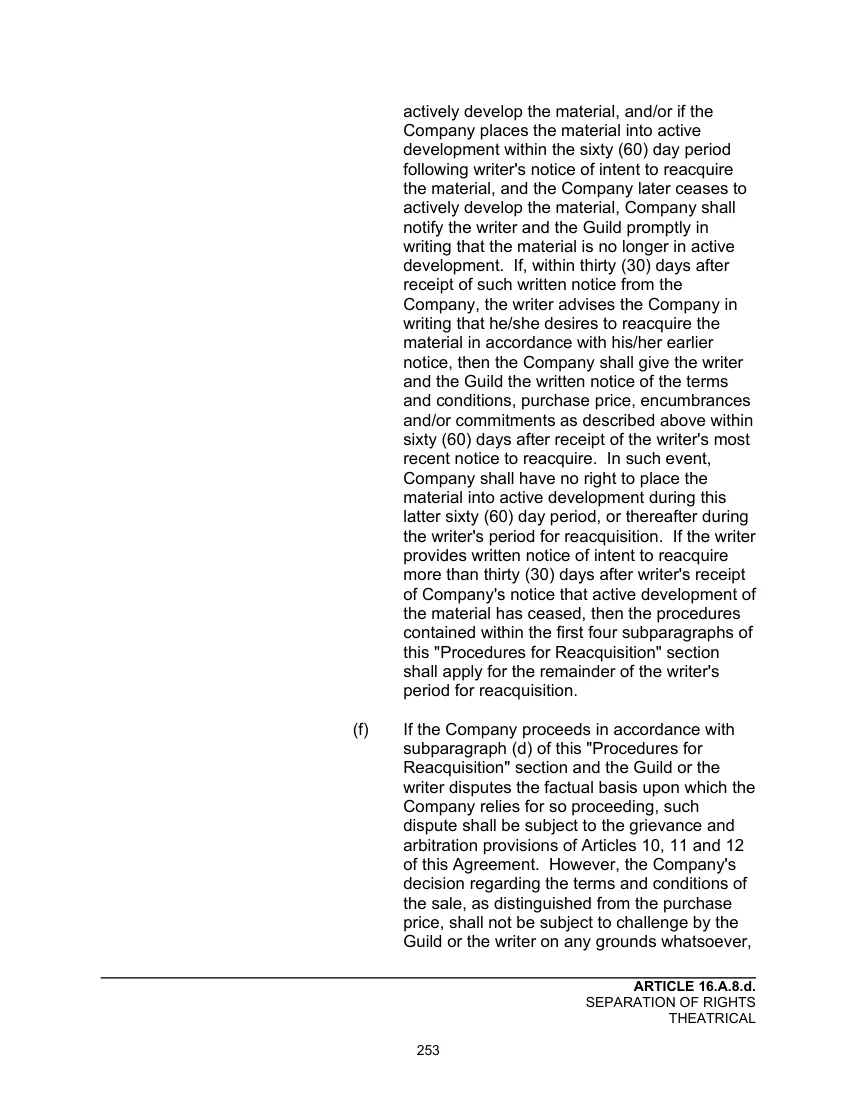 actively develop the material, and/or if the
Company places the material into active
development within the sixty (60) day period
following writer's notice of intent to reacquire
the material, and the Company later ceases to
actively develop the material, Company shall
notify the writer and the Guild promptly in
writing that the material is no longer in active
development.  If, within thirty (30) days after
receipt of such written notice from the
Company, the writer advises the Company in
writing that he/she desires to reacquire the
material in accordance with his/her earlier
notice, then the Company shall give the writer
and the Guild the written notice of the terms
and conditions, purchase price, encumbrances
and/or commitments as described above within
sixty (60) days after receipt of the writer's most
recent notice to reacquire.  In such event,
Company shall have no right to place the
material into active development during this
latter sixty (60) day period, or thereafter during
the writer's period for reacquisition.  If the writer
provides written notice of intent to reacquire
more than thirty (30) days after writer's receipt
of Company's notice that active development of
the material has ceased, then the procedures
contained within the first four subparagraphs of
this "Procedures for Reacquisition" section
shall apply for the remainder of the writer's
period for reacquisition.
(f) If the Company proceeds in accordance with
subparagraph (d) of this "Procedures for
Reacquisition" section and the Guild or the
writer disputes the factual basis upon which the
Company relies for so proceeding, such
dispute shall be subject to the grievance and
arbitration provisions of Articles 10, 11 and 12
of this Agreement.  However, the Company's
decision regarding the terms and conditions of
the sale, as distinguished from the purchase
price, shall not be subject to challenge by the
Guild or the writer on any grounds whatsoever,
ARTICLE 16.A.8.d.
SEPARATION OF RIGHTS
THEATRICAL
253